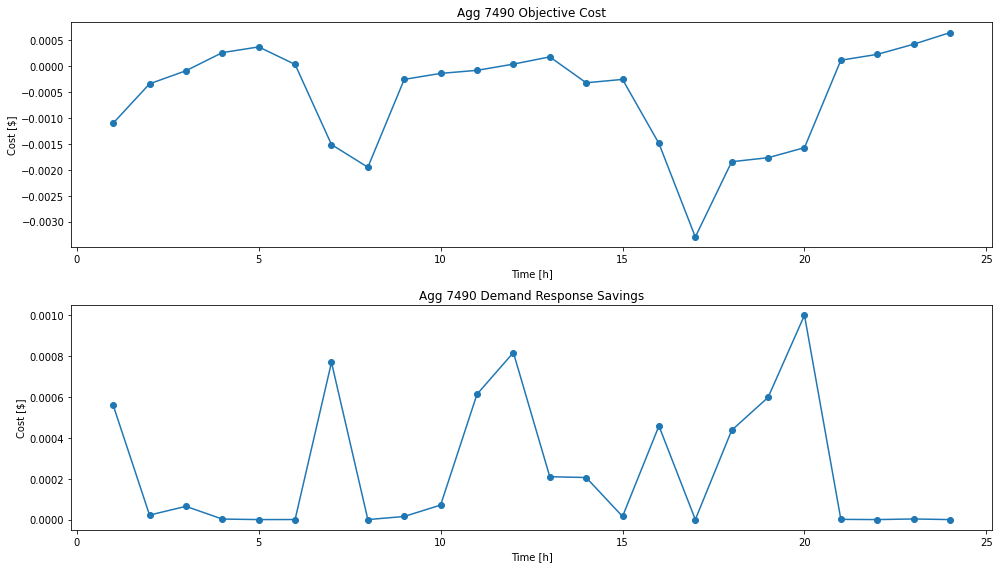 Agg 7490 Objective Cost
Cost [$]
0.0005
0.0000
−0.0005
−0.0010
−0.0015
−0.0020
−0.0025
−0.0030
0 5 10 15 20 25
Time [h]
Agg 7490 Demand Response Savings
Cost [$]
0.0010
0.0008
0.0006
0.0004
0.0002
0.0000
0 5 10 15 20 25
Time [h]